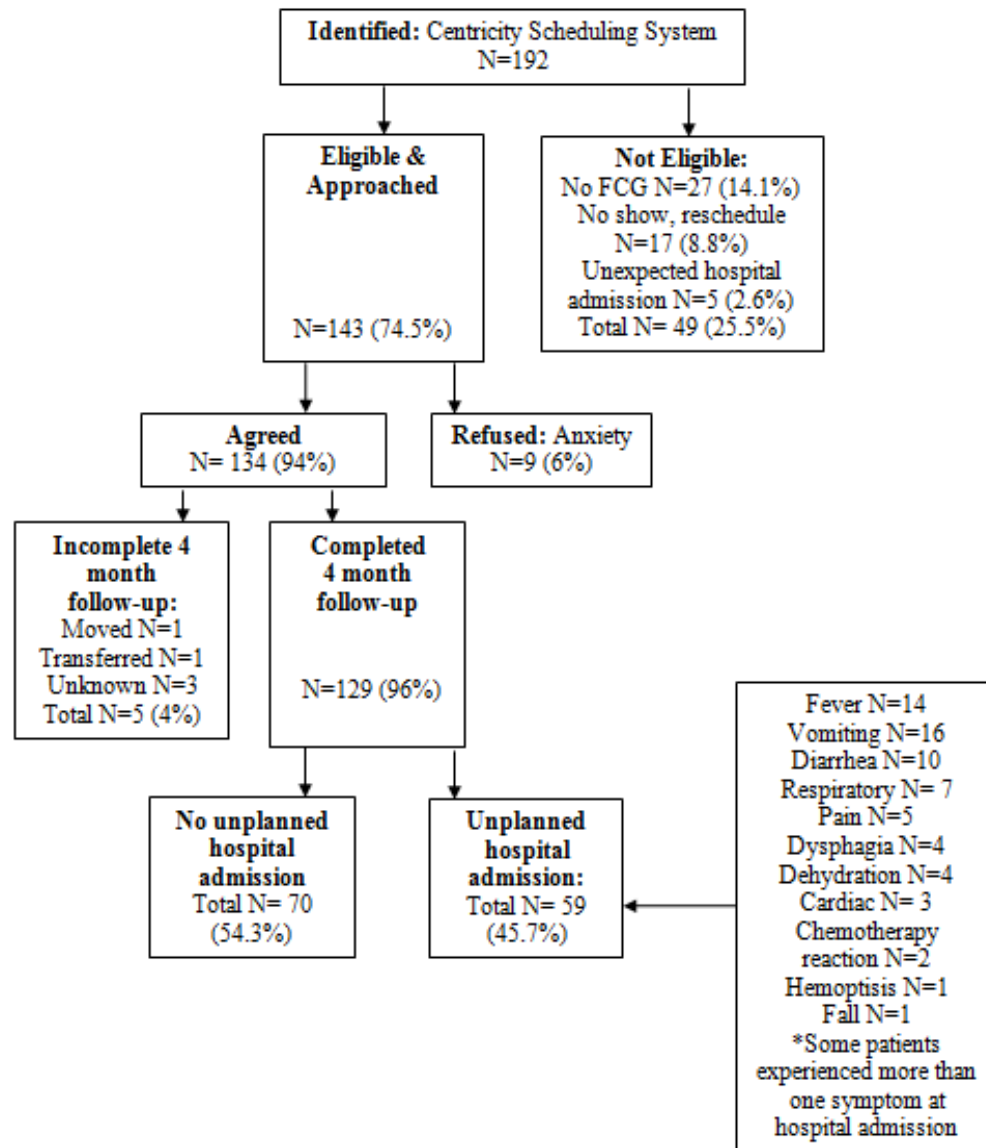 Identified: Centricity Scheduling System
N=192
Eligible &
Approached
N=143 (74.5%)
Not Eligible:
No FCG N=27 (14.1%)
No show, reschedule
N=17 (8.8%)
Unexpected hospital
admission N=5 (2.6%)
Total N= 49 (25.5%)
Agreed
N= 134 (94%)
Refused: Anxiety
N=9 (6%)
Incomplete 4
month
follow-up:
Moved N=1
Transferred N=1
Unknown N=3
Total N=5 (4%)
Completed
4 month
follow-up
N=129 (96%)
No unplanned
hospital
admission
Total N= 70
(54.3%)
Unplanned
hospital
admission:
Total N= 59
(45.7%)
Fever N=14
Vomiting N=16
Diarrhea N=10
Respiratory N= 7
Pain N=5
Dysphagia N=4
Dehydration N=4
Cardiac N= 3
Chemotherapy
reaction N=2
Hemoptisis N=1
Fall N=1
*Some patients
experienced more than
one symptom at
hospital admission